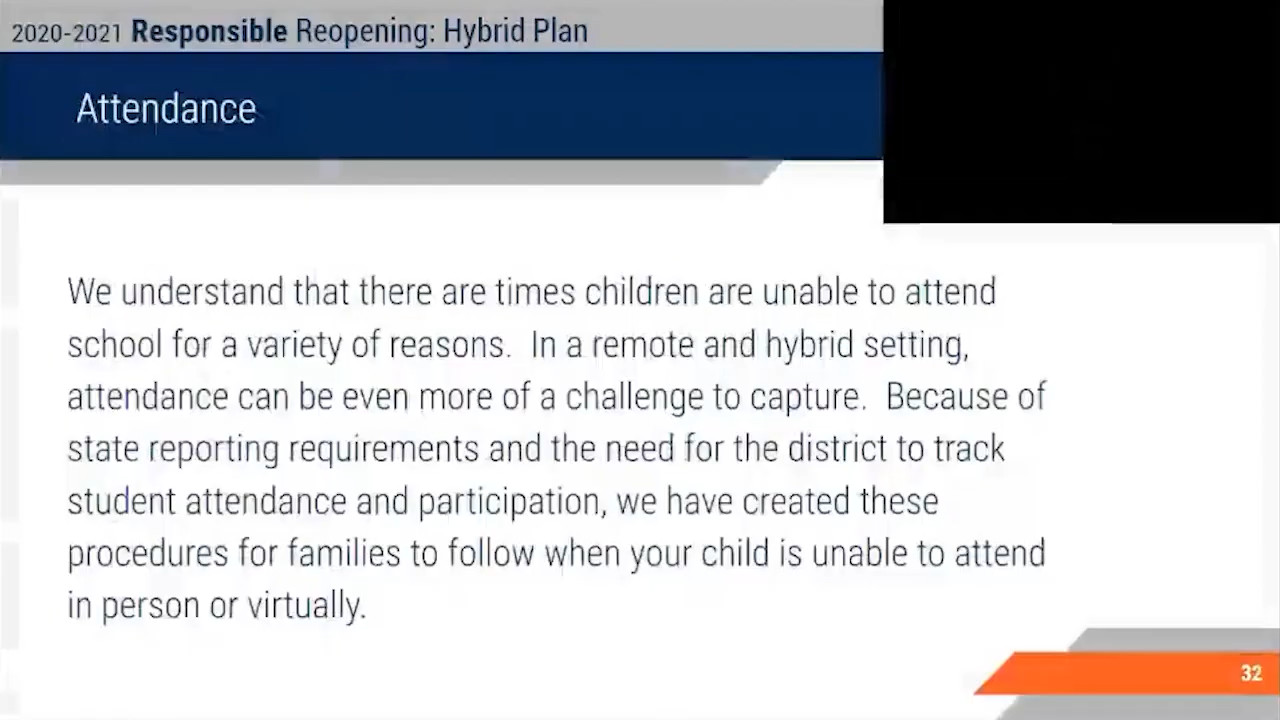 2020-2021 Responsible Reopening: Hybrid Plan
Attendance
We understand that there are times children are unable to attend
school for a variety of reasons.  In a remote and hybrid setting,
attendance can be even more of a challenge to capture.  Because of
state reporting requirements and the need for the district to track
student attendance and participation, we have created these
procedures for families to follow when your child is unable to attend
in person or virtually.
32